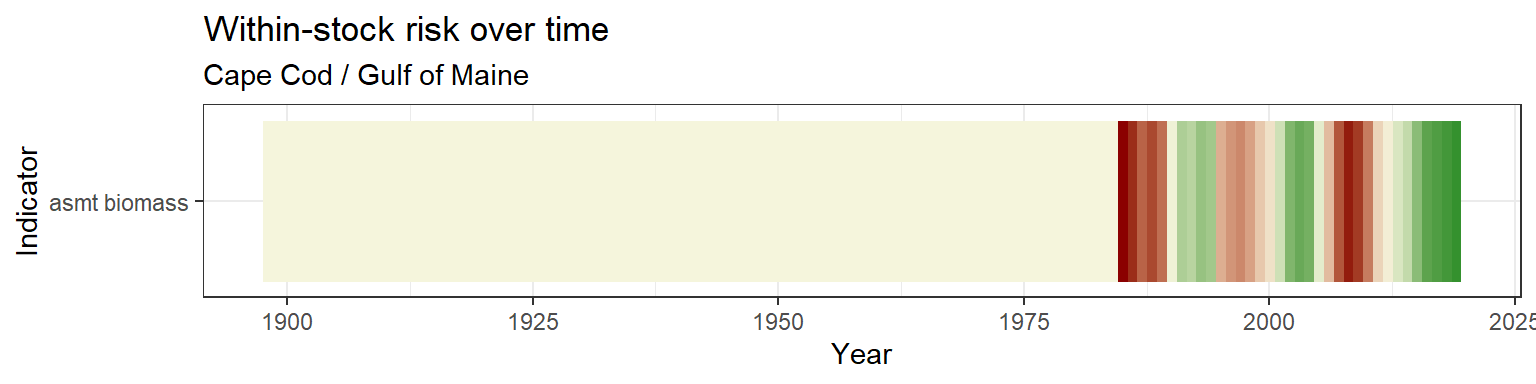 Within-stock risk over time
Cape Cod / Gulf of Maine
Indicator
asmt biomass
1900 1925 1950 1975 2000 2025
Year